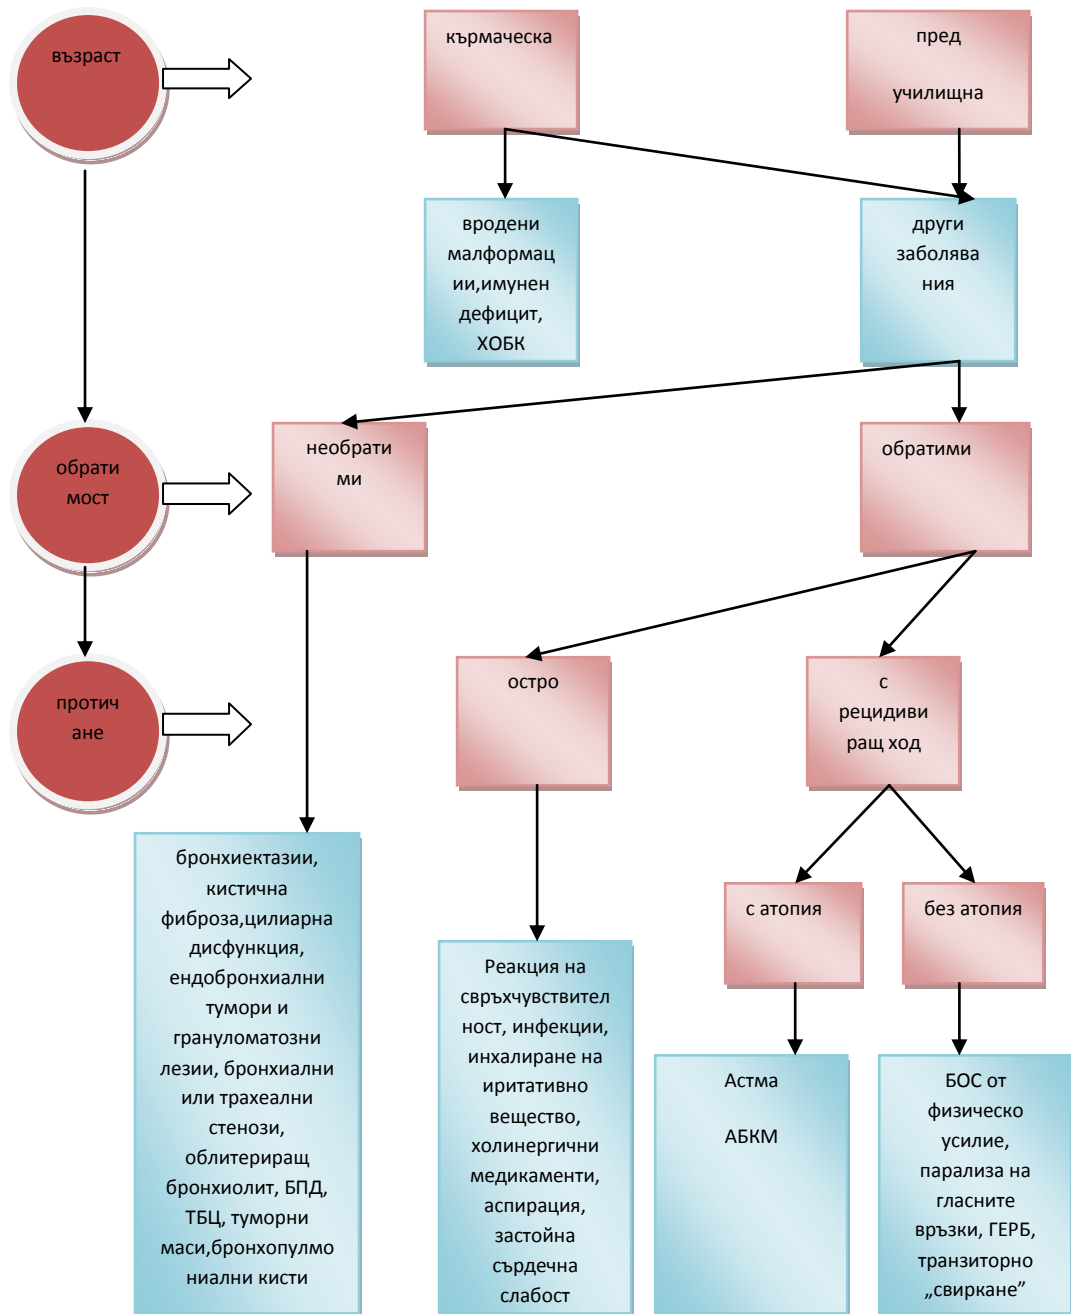 възраст
кърмаческа
пред
училищна
вродени
малформац
ии,имунен
дефицит,
ХОБК
други
заболява
ния
обрати
мост
необрати
ми
обратими
протич
ане
остро
с
рецидиви
ращ ход
бронхиектазии,
кистична
фиброза,цилиарна
дисфункция,
ендобронхиални
тумори и
грануломатозни
лезии, бронхиални
или трахеални
стенози,
облитериращ
бронхиолит, БПД,
ТБЦ, туморни
маси,бронхопулмо
ниални кисти
с атопия
без атопия
Реакция на
свръхчувствител
ност, инфекции,
инхалиране на
иритативно
вещество,
холинергични
медикаменти,
аспирация,
застойна
сърдечна
слабост
Астма
АБКМ
БОС от
физическо
усилие,
парализа на
гласните
връзки, ГЕРБ,
транзиторно
„свиркане”